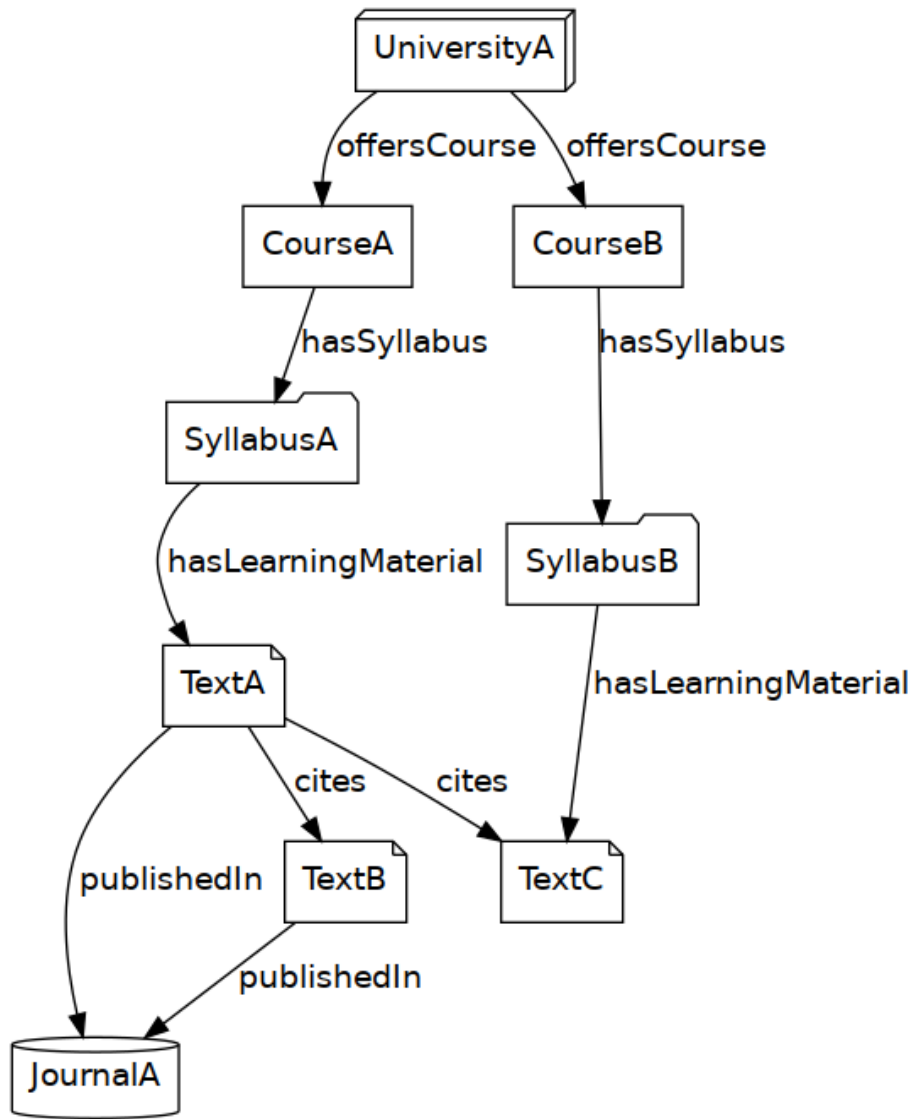 UniversityA
offersCourse
offersCourse
CourseA
CourseB
hasSyllabus
hasSyllabus
SyllabusA
SyllabusB
hasLearningMaterial
TextA
hasLearningMaterial
cites
cites
publishedIn
TextB
TextC
publishedIn
JournalA